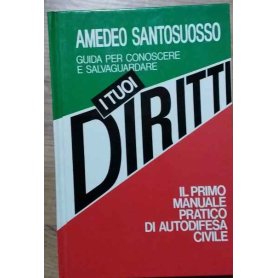 AMEDEO SANTOSUOSSO
GUIDA PER CONOSCERE
E SALVAGUARDARE
I TUOI
DIRITTI
IL PRIMO
MANUALE
PRATICO
DI AUTODIFESA
CIVILE